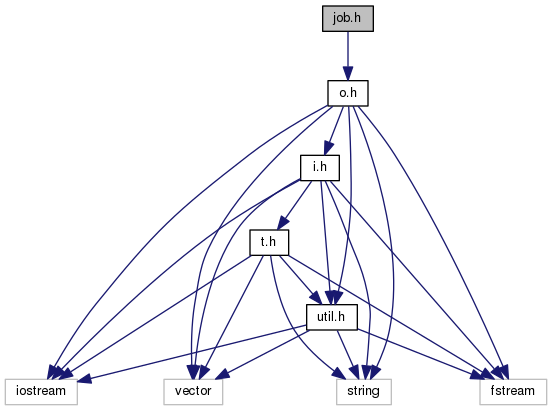 job.h
o.h
i.h
t.h
util.h
iostream
vector
string
fstream